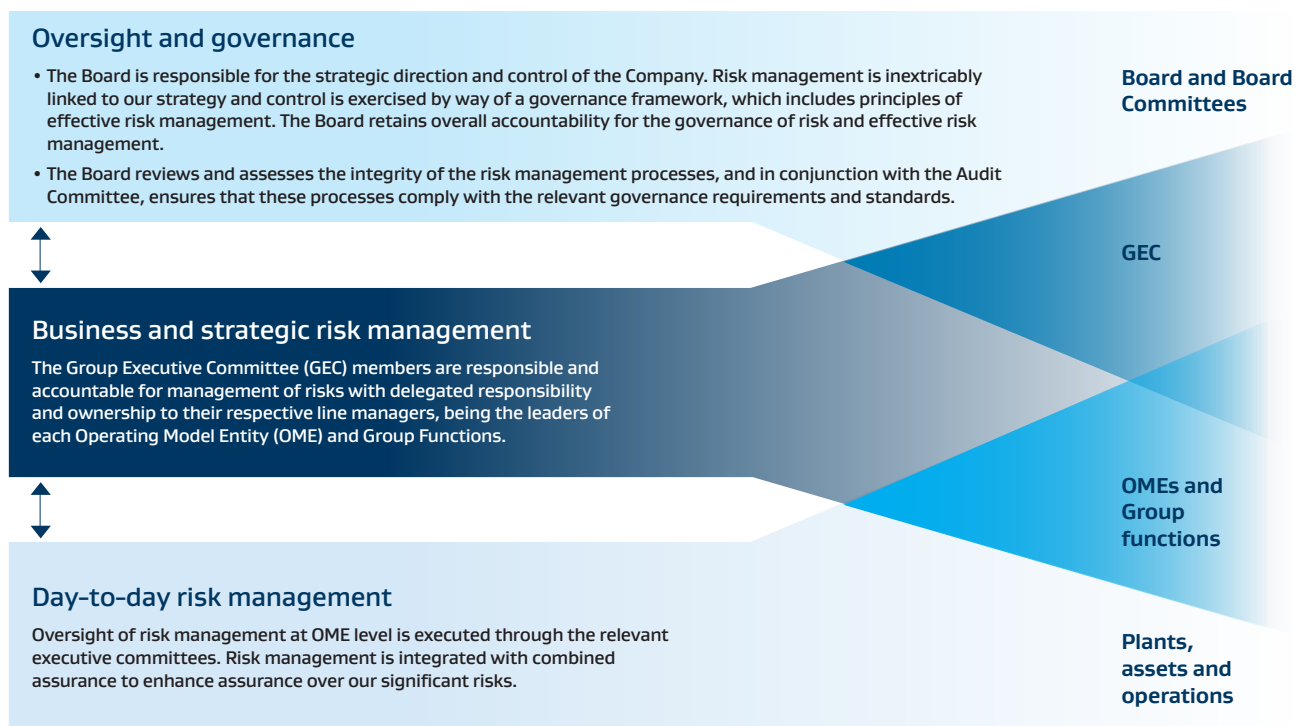 Oversight and governance
• The Board is responsible for the strategic direction and control of the Company. Risk management is inextricably
linked to our strategy and control is exercised by way of a governance framework, which includes principles of
effective risk management. The Board retains overall accountability for the governance of risk and effective risk
management.
• The Board reviews and assesses the integrity of the risk management processes, and in conjunction with the Audit
Committee, ensures that these processes comply with the relevant governance requirements and standards.
Board and Board
Committees
GEC
Business and strategic risk management
The Group Executive Committee (GEC) members are responsible and
accountable for management of risks with delegated responsibility
and ownership to their respective line managers, being the leaders of
each Operating Model Entity (OME) and Group Functions.
OMEs and
Group
functions
Day-to-day risk management
Oversight of risk management at OME level is executed through the relevant
executive committees. Risk management is integrated with combined
assurance to enhance assurance over our significant risks.
Plants,
assets and
operations